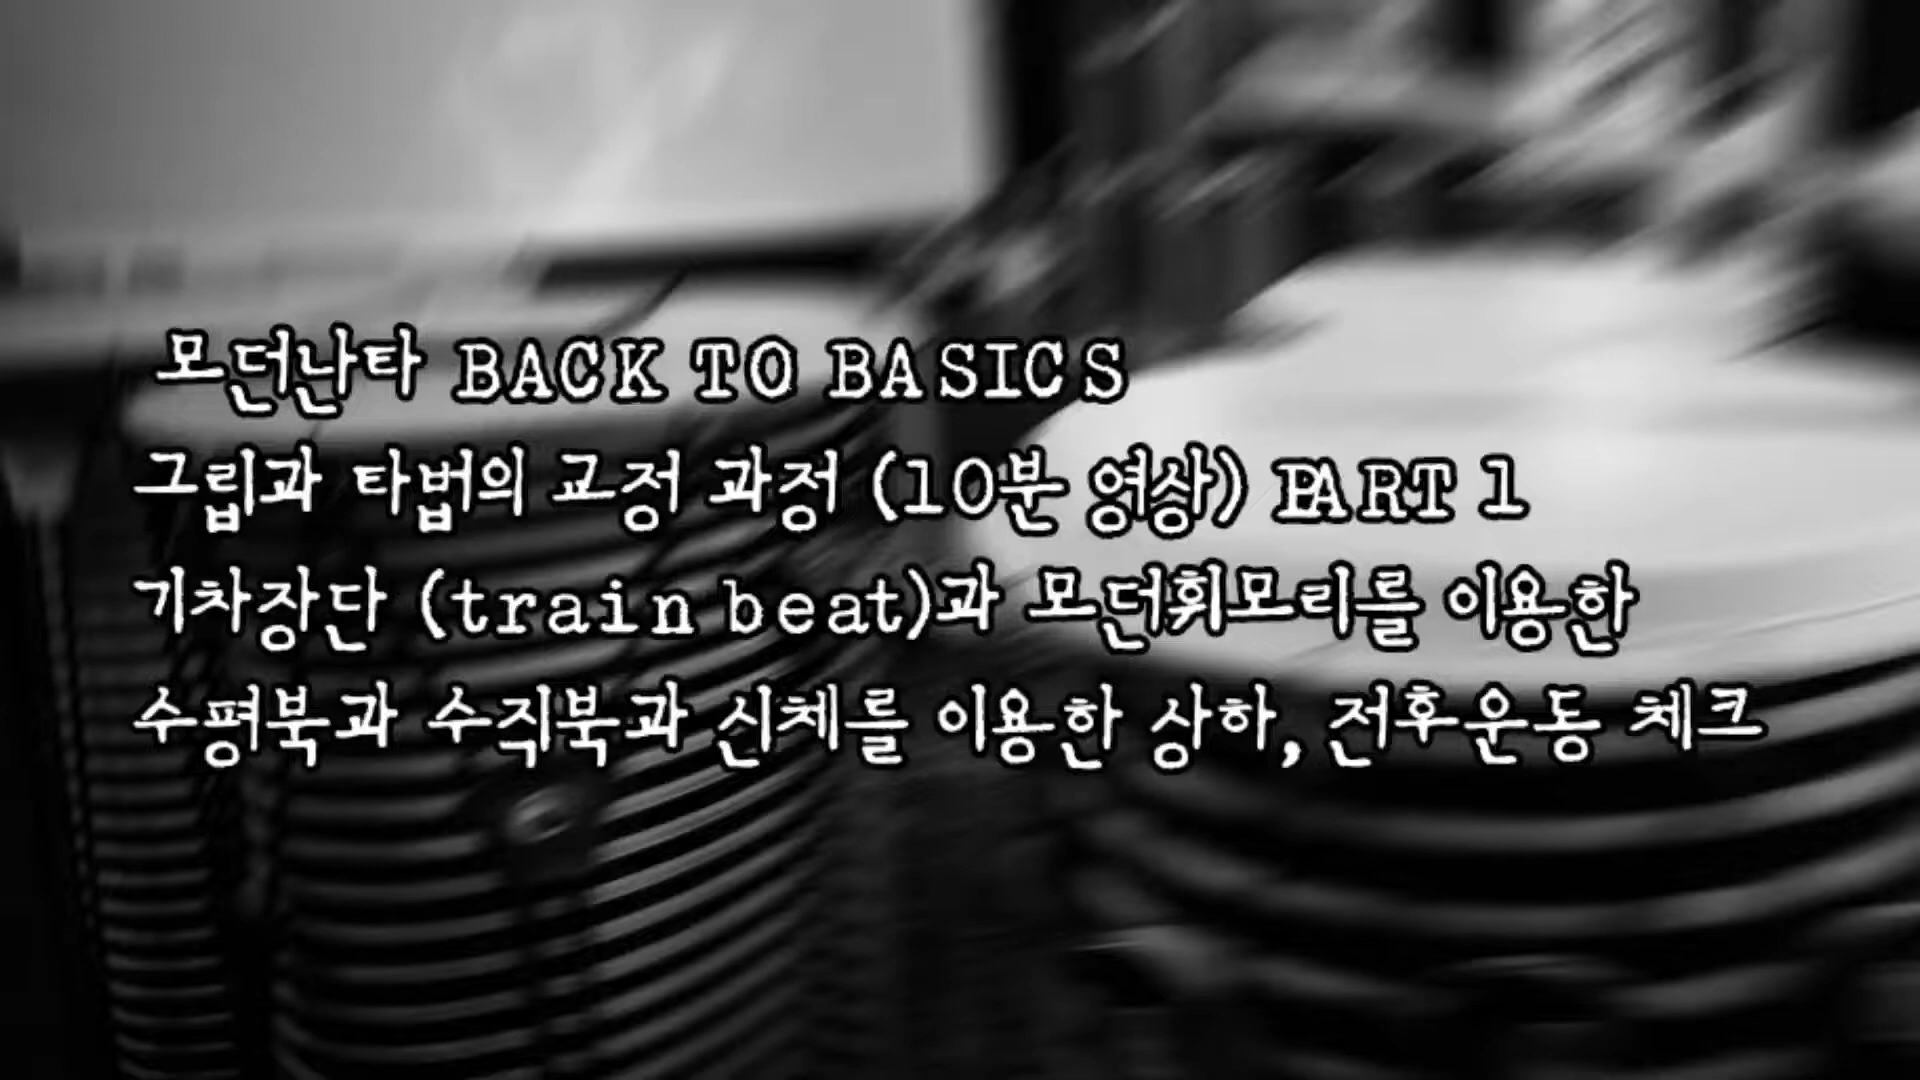 모던난타 BACK TO BASICS
그립과 타법의 교정 과정 (10분 영상) PART 1
기차장단 (train beat)과 모던휘모리를 이용한
수평북과 수직북과 신체를 이용한 상하, 전후운동 체크